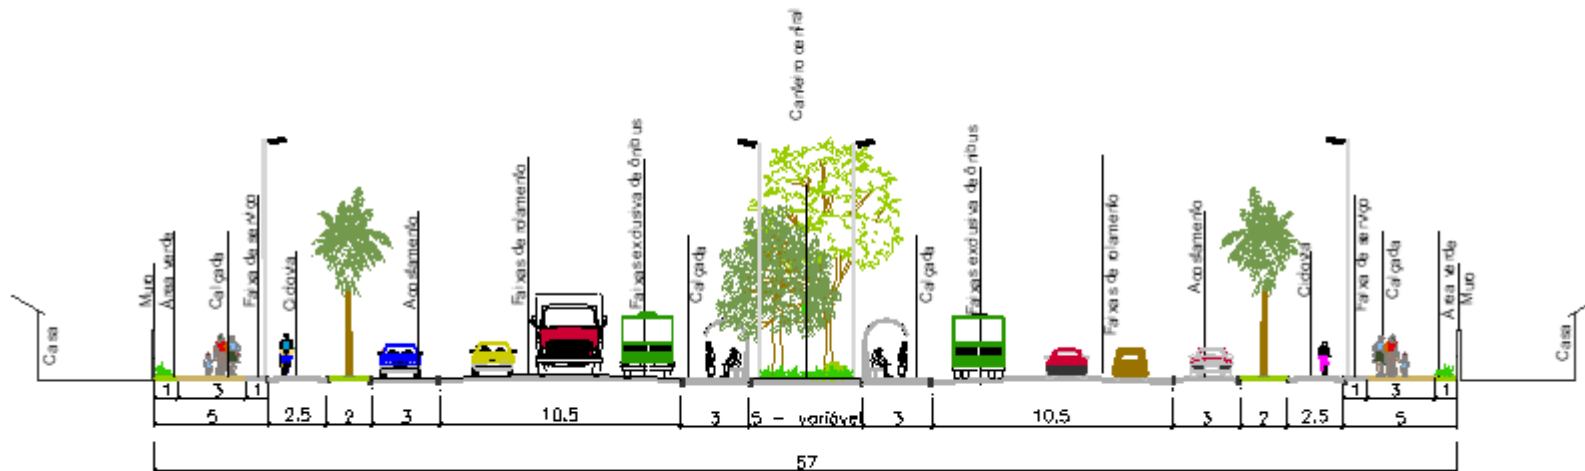 Casa
Muro
Área verde
Calçada
Faixa de serviço
Ciclovia
Acostamento
Faixas de rolamento
Faixas exclusiva de ônibus
Calçada
Canteiro central
Calçada
Faixas exclusiva de ônibus
Faixas de rolamento
Acostamento
Ciclovia
Faixa de serviço
Calçada
Área verde
Muro
Casa
1 3 1 1 3 1
5 2.5 2 3 10.5 3 5 - variável 3 10.5 3 2 2.5 5
57